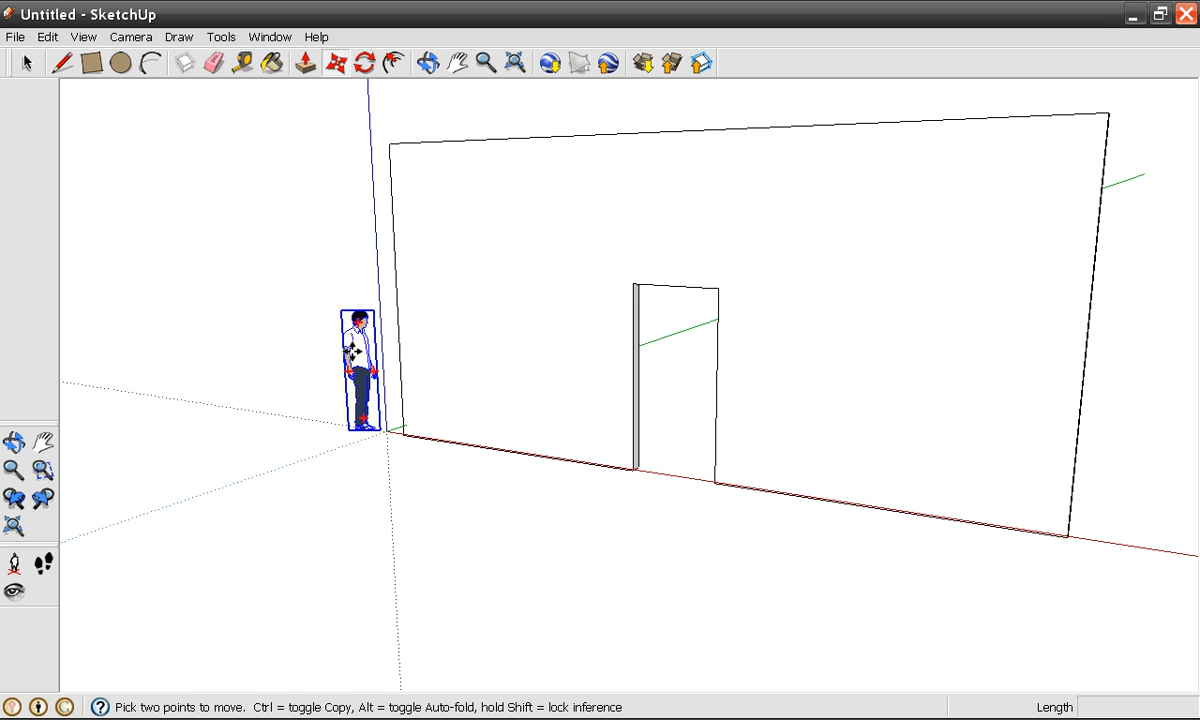 Untitled - SketchUp
File Edit View Camera Draw Tools Window Help
Pick two points to move. Ctrl = toggle Copy, Alt = toggle Auto-fold, hold Shift = lock inference
Length